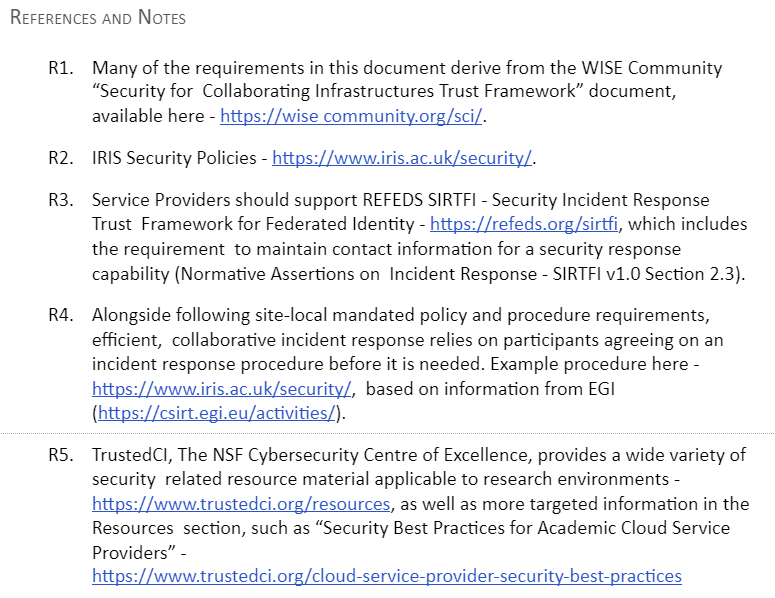 References and Notes
R1. Many of the requirements in this document derive from the WISE Community
“Security for Collaborating Infrastructures Trust Framework” document,
available here - https://wise community.org/sci/.
R2. IRIS Security Policies - https://www.iris.ac.uk/security/.
R3. Service Providers should support REFEDS SIRTFI - Security Incident Response
Trust Framework for Federated Identity - https://refeds.org/sirtfi, which includes
the requirement to maintain contact information for a security response
capability (Normative Assertions on Incident Response - SIRTFI v1.0 Section 2.3).
R4. Alongside following site-local mandated policy and procedure requirements,
efficient, collaborative incident response relies on participants agreeing on an
incident response procedure before it is needed. Example procedure here -
https://www.iris.ac.uk/security/, based on information from EGI
(https://csirt.egi.eu/activities/).
R5. TrustedCI, The NSF Cybersecurity Centre of Excellence, provides a wide variety of
security related resource material applicable to research environments -
https://www.trustedci.org/resources, as well as more targeted information in the
Resources section, such as “Security Best Practices for Academic Cloud Service
Providers” -
https://www.trustedci.org/cloud-service-provider-security-best-practices